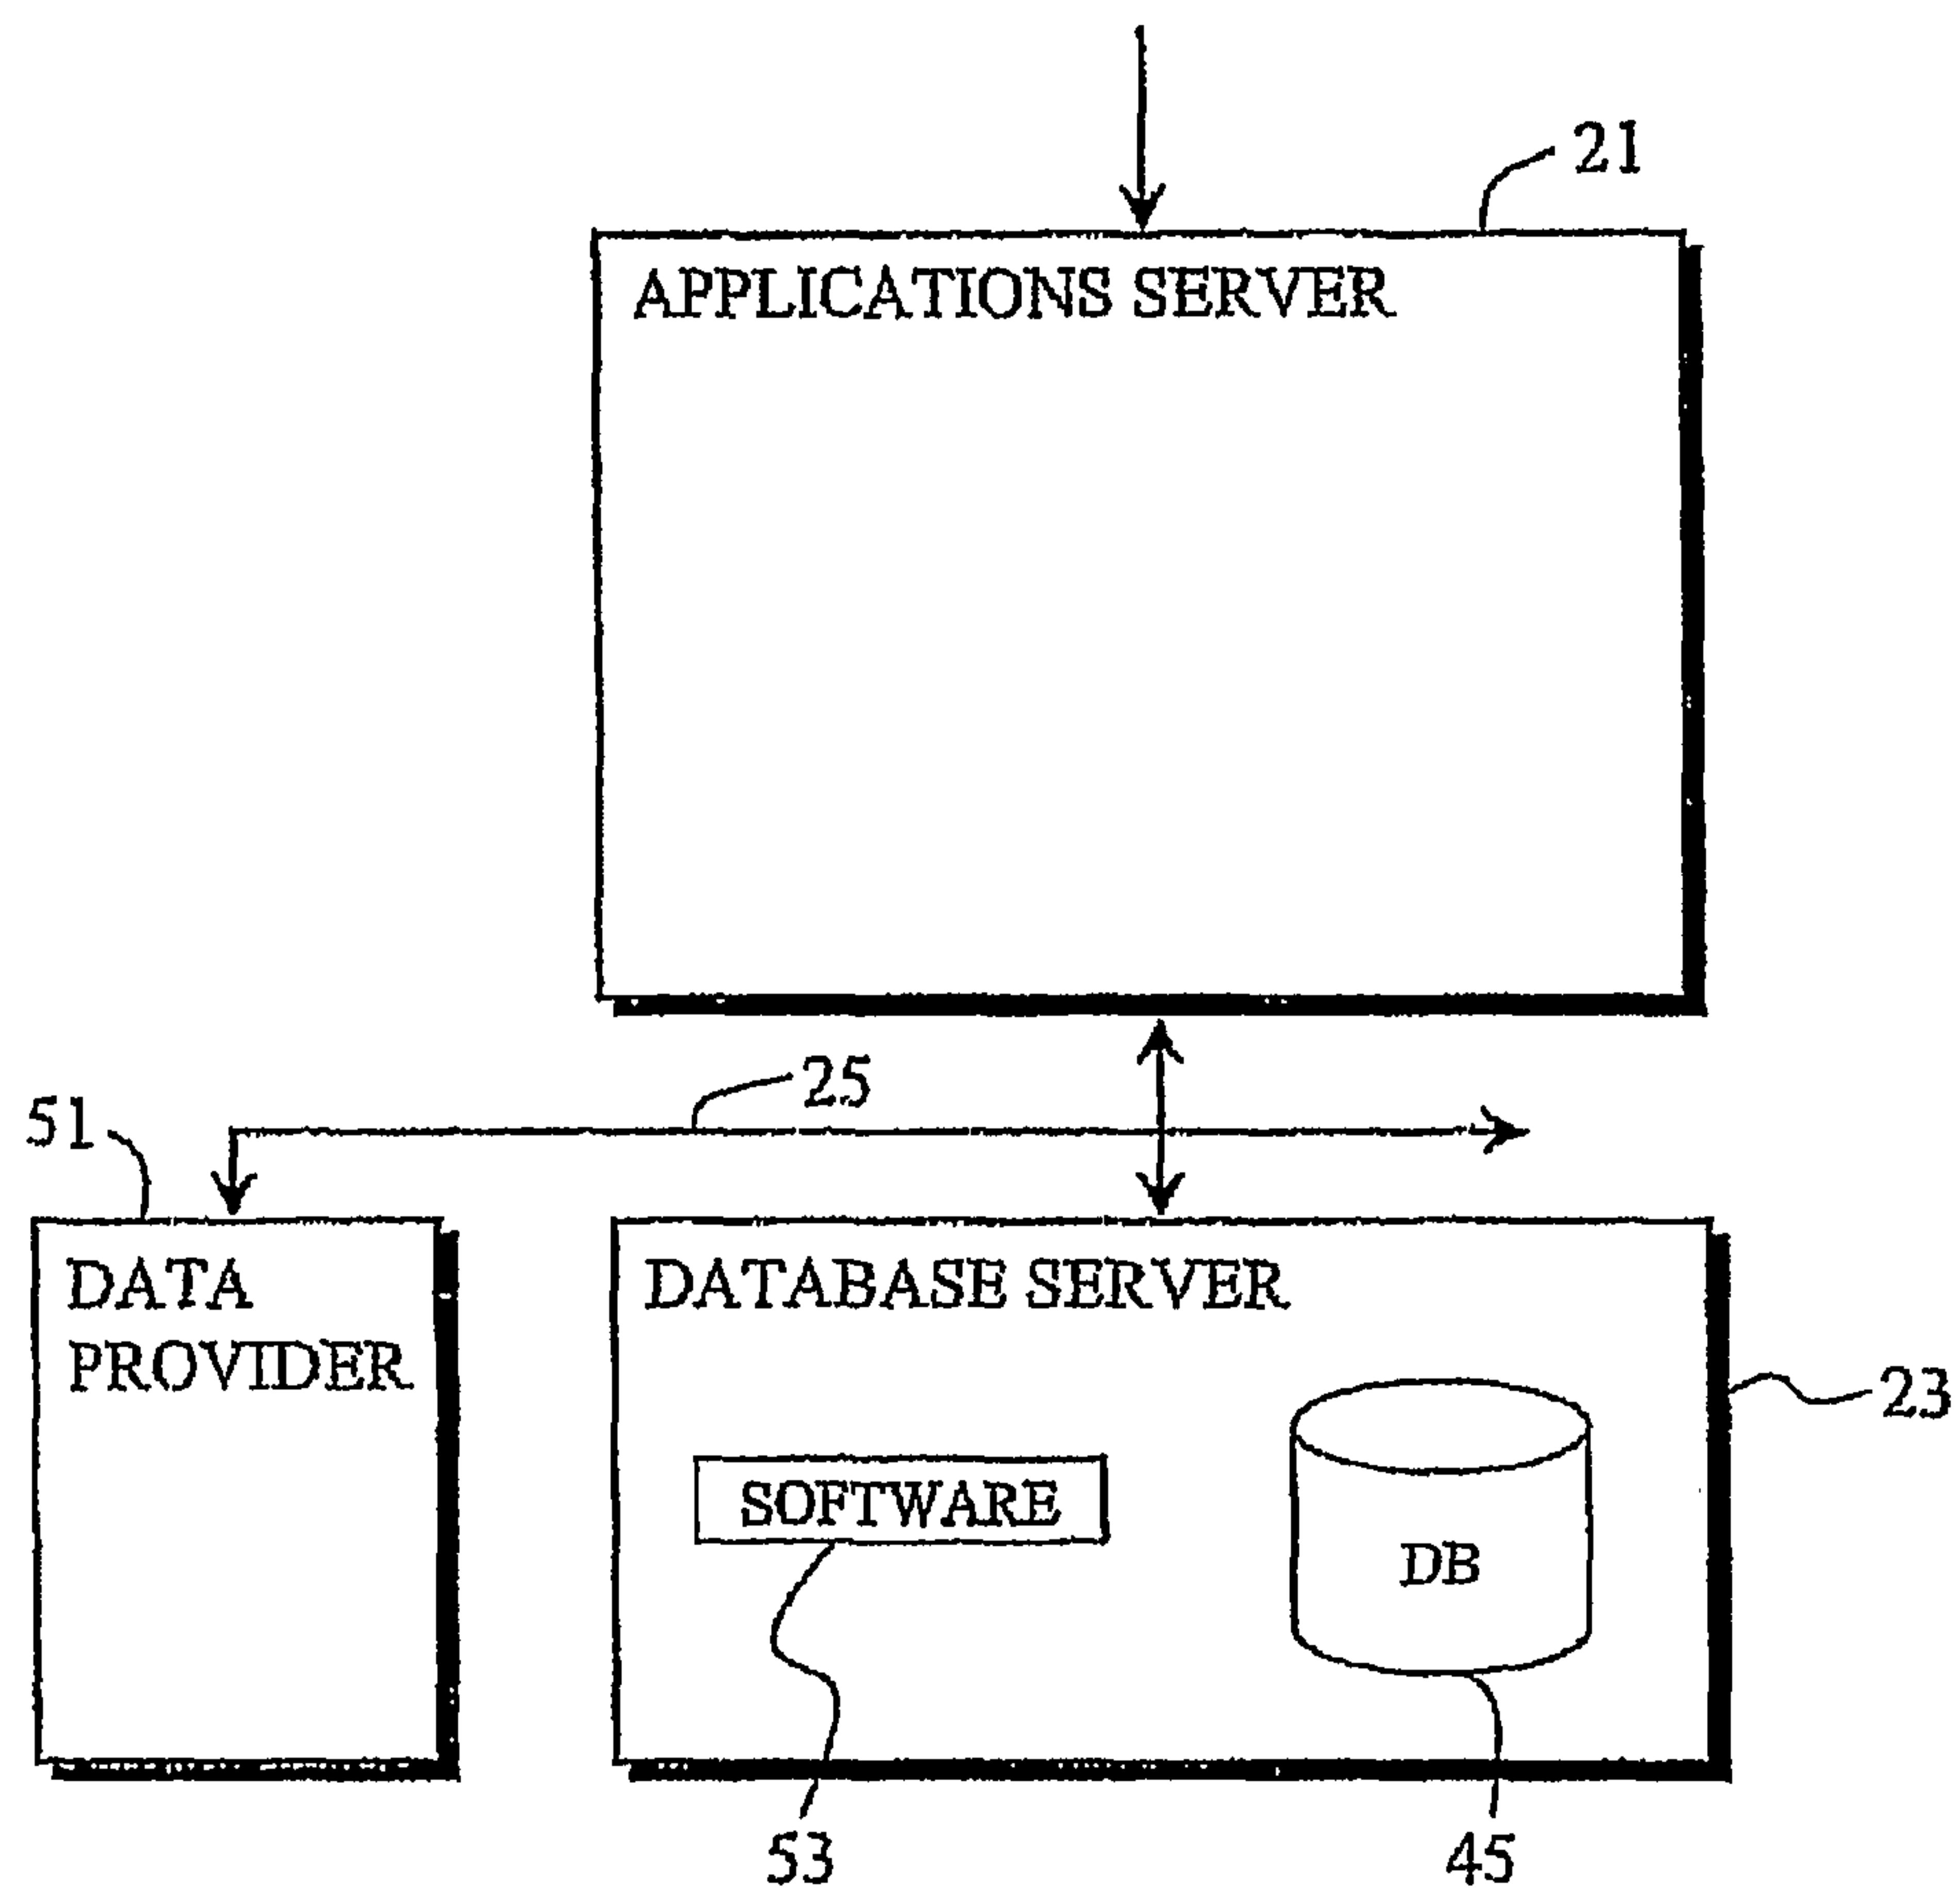 21
APPLICATIONS SERVER
25
51
DATA
PROVIDER
DATABASE SERVER
23
SOFTWARE
DB
53
45